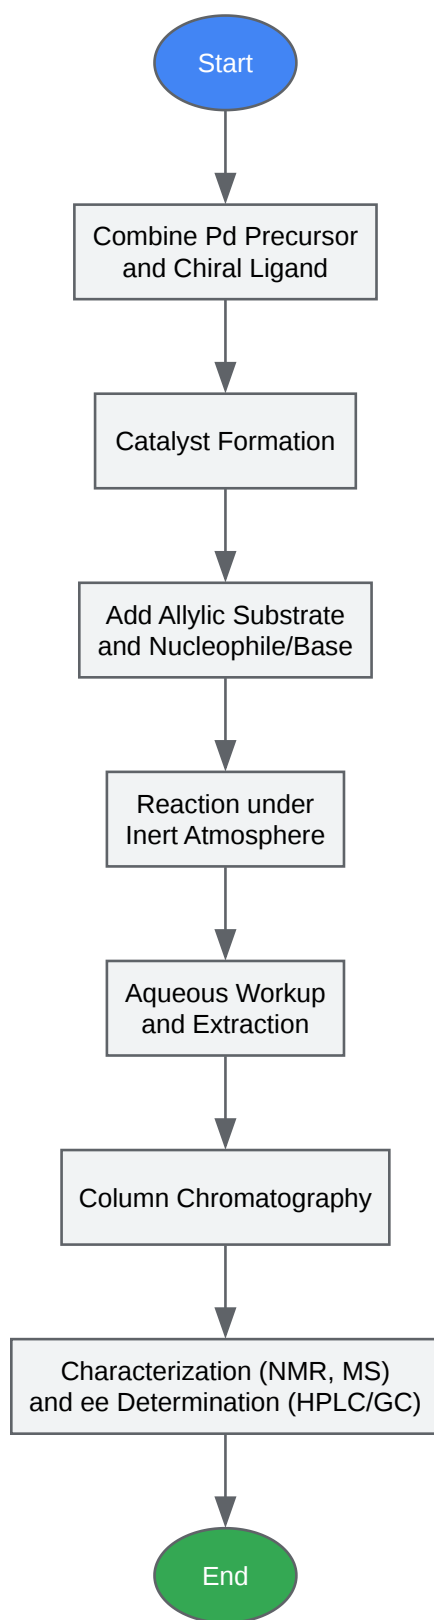 Start
Combine Pd Precursor
and Chiral Ligand
Catalyst Formation
Add Allylic Substrate
and Nucleophile/Base
Reaction under
Inert Atmosphere
Aqueous Workup
and Extraction
Column Chromatography
Characterization (NMR, MS)
and ee Determination (HPLC/GC)
End